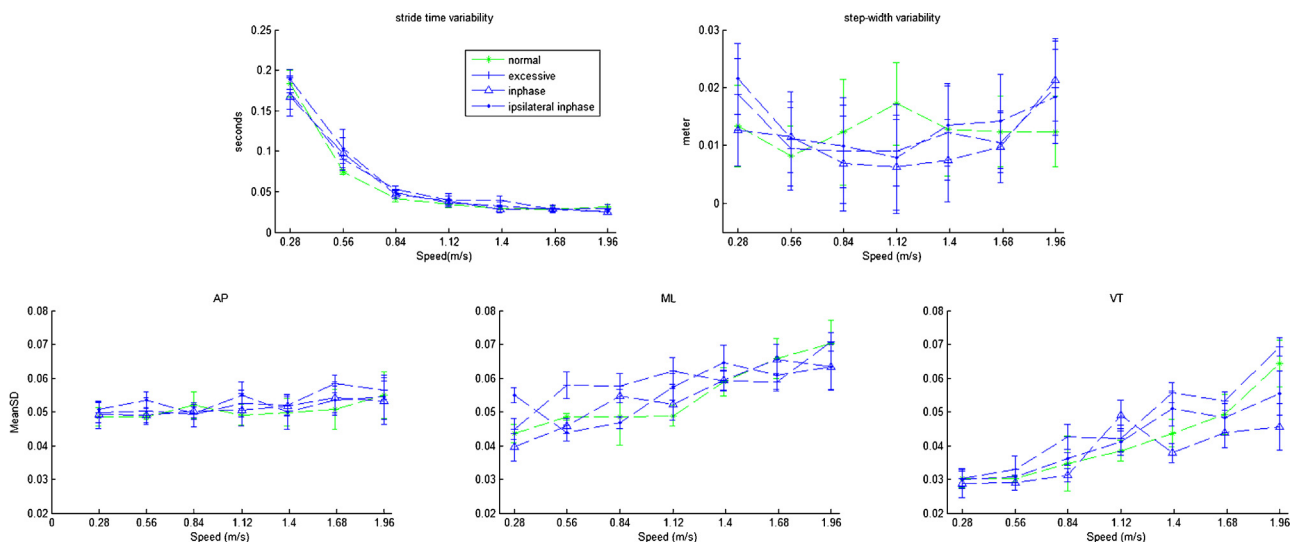 stride time variability
0.25
0.2
0.15
0.1
0.05
0
seconds
normal
excessive
inphase
ipsilateral inphase
0.28 0.56 0.84 1.12 1.4 1.68 1.96
Speed(m/s)
step-width variability
0.03
0.02
0.01
0
meter
0.28 0.56 0.84 1.12 1.4 1.68 1.96
Speed (m/s)
AP
0.08
0.07
0.06
0.05
0.04
0.03
0.02
MeanSD
0 0.28 0.56 0.84 1.12 1.4 1.68 1.96
Speed (m/s)
ML
0.08
0.07
0.06
0.05
0.04
0.03
0.02
0.28 0.56 0.84 1.12 1.4 1.68 1.96
Speed (m/s)
VT
0.08
0.07
0.06
0.05
0.04
0.03
0.02
0.28 0.56 0.84 1.12 1.4 1.68 1.96
Speed (m/s)